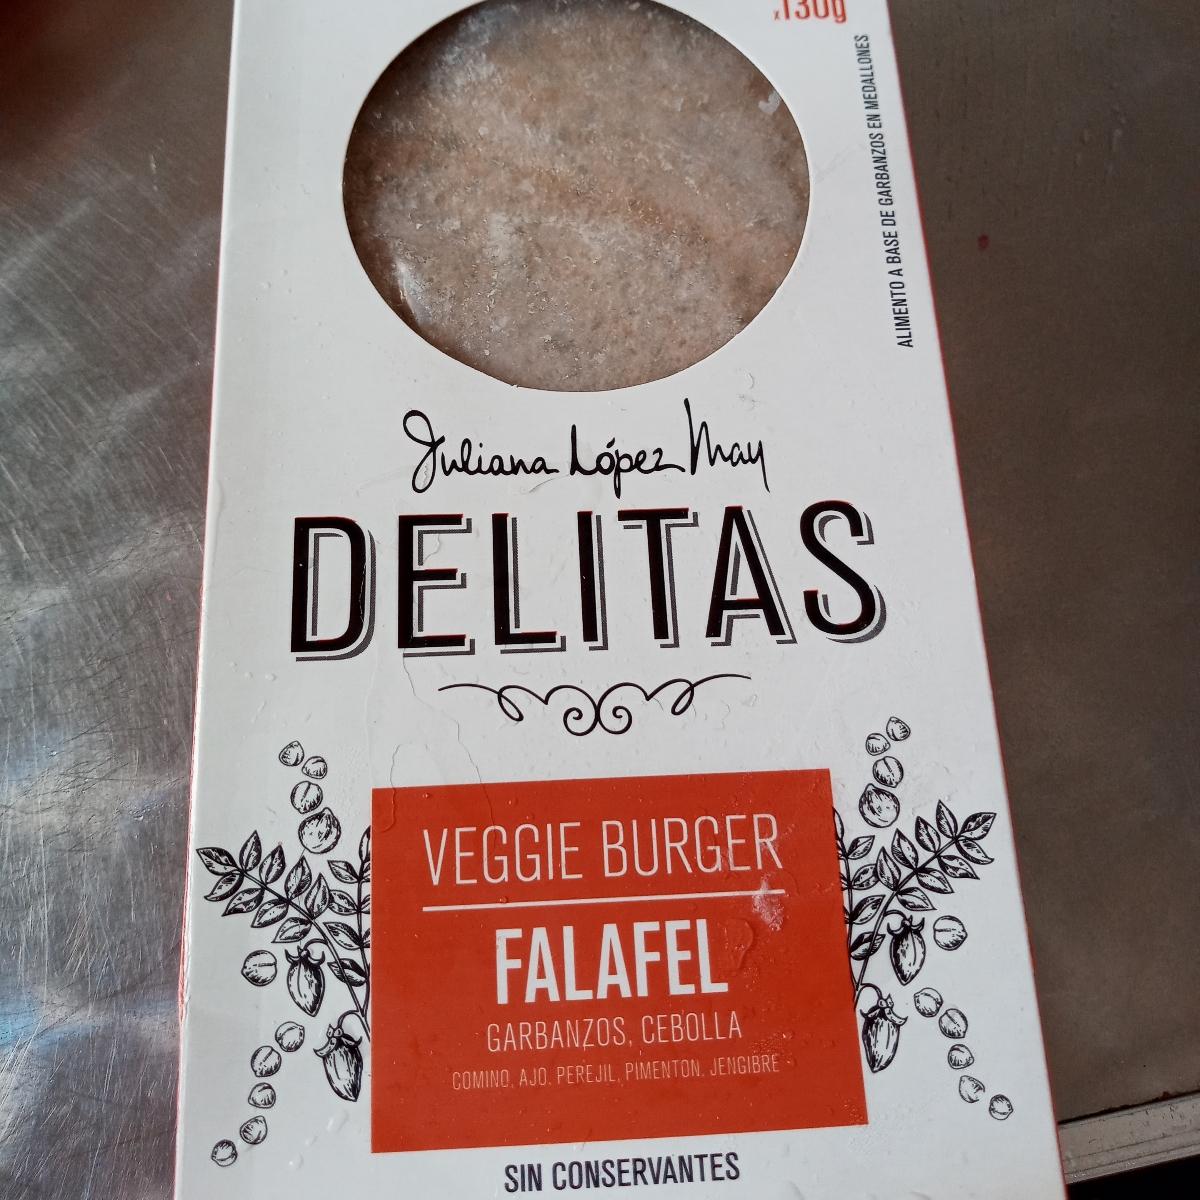 x130g
ALIMENTO A BASE DE GARBANZOS EN MEDALLONES
Juliana López May
DELITAS
VEGGIE BURGER
FALAFEL
GARBANZOS, CEBOLLA
COMINO, AJO, PEREJIL, PIMENTON, JENGIBRE
SIN CONSERVANTES